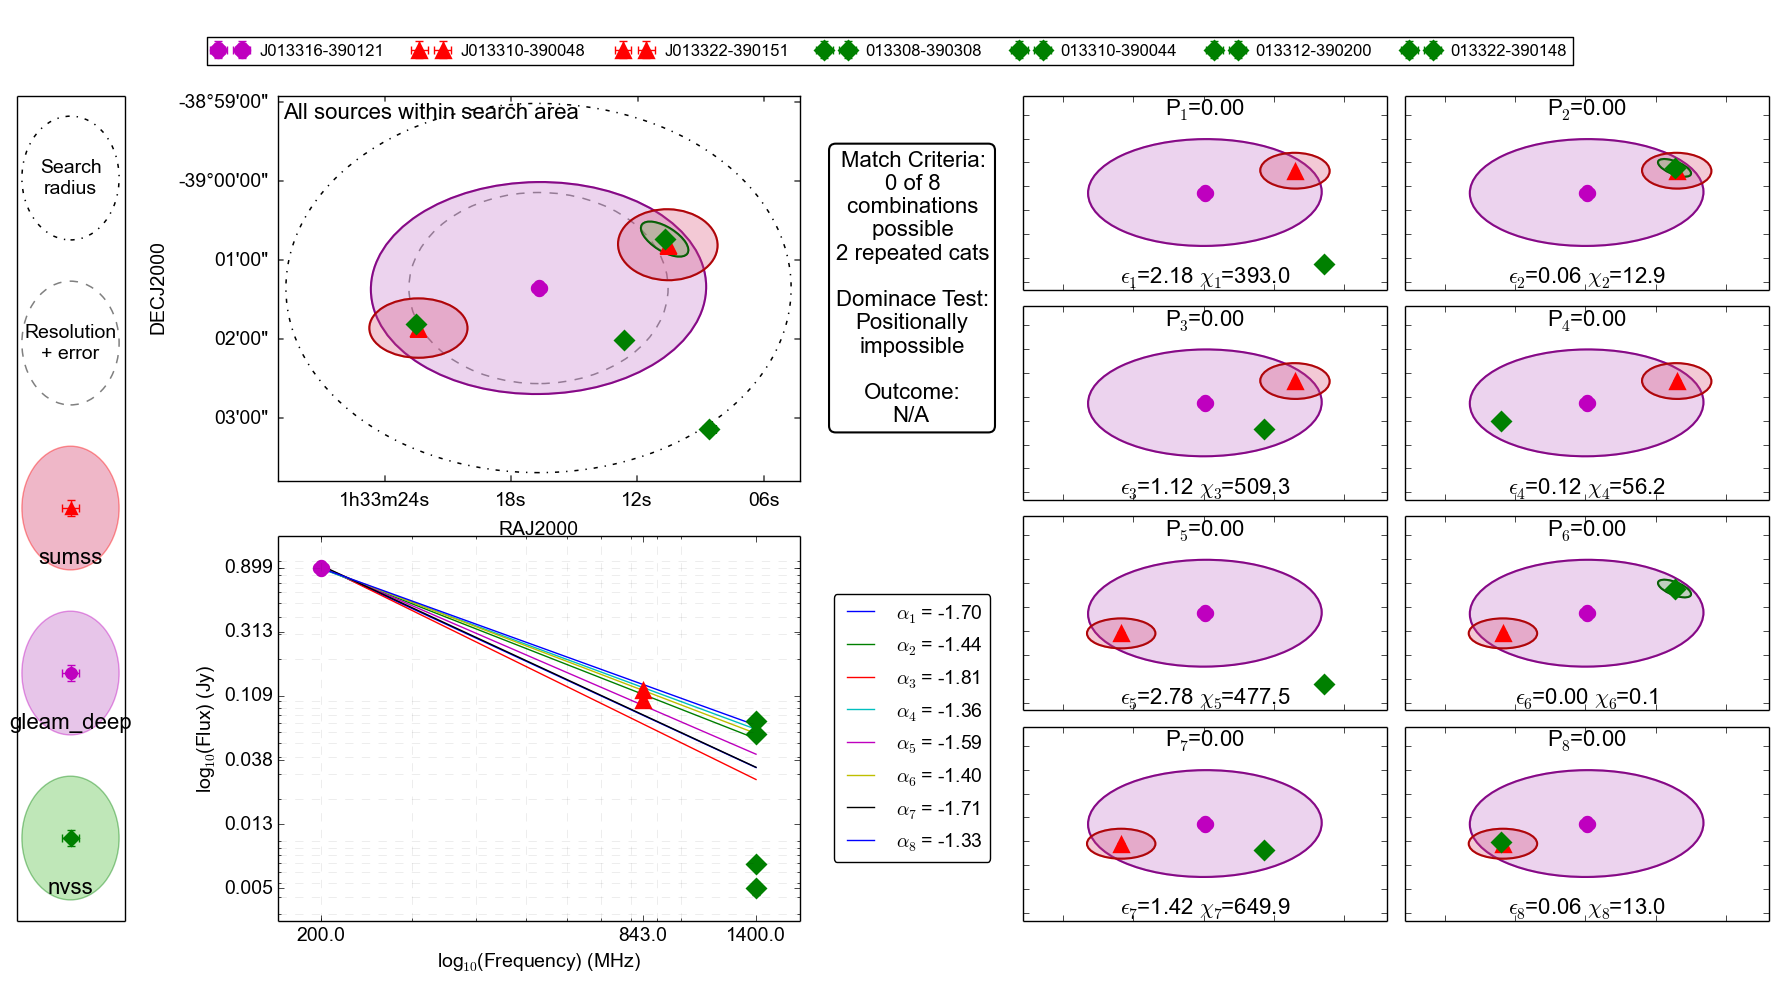 J013316-390121 J013310-390048 J013322-390151 013308-390308 013310-390044 013312-390200 013322-390148
Search
radius
Resolution
+ error
sumss
gleam_deep
nvss
All sources within search area
-38°59'00"
-39°00'00"
01'00"
02'00"
03'00"
DECJ2000
1h33m24s 18s 12s 06s
RAJ2000
Match Criteria:
0 of 8
combinations
possible
2 repeated cats
Dominace Test:
Positionally
impossible
Outcome:
N/A
0.899
0.313
0.109
0.038
0.013
0.005
log₁₀(Flux) (Jy)
200.0 843.0 1400.0
log₁₀(Frequency) (MHz)
α₁ = -1.70
α₂ = -1.44
α₃ = -1.81
α₄ = -1.36
α₅ = -1.59
α₆ = -1.40
α₇ = -1.71
α₈ = -1.33
P₁=0.00
ϵ₁=2.18 χ₁=393.0
P₂=0.00
ϵ₂=0.06 χ₂=12.9
P₃=0.00
ϵ₃=1.12 χ₃=509.3
P₄=0.00
ϵ₄=0.12 χ₄=56.2
P₅=0.00
ϵ₅=2.78 χ₅=477.5
P₆=0.00
ϵ₆=0.00 χ₆=0.1
P₇=0.00
ϵ₇=1.42 χ₇=649.9
P₈=0.00
ϵ₈=0.06 χ₈=13.0